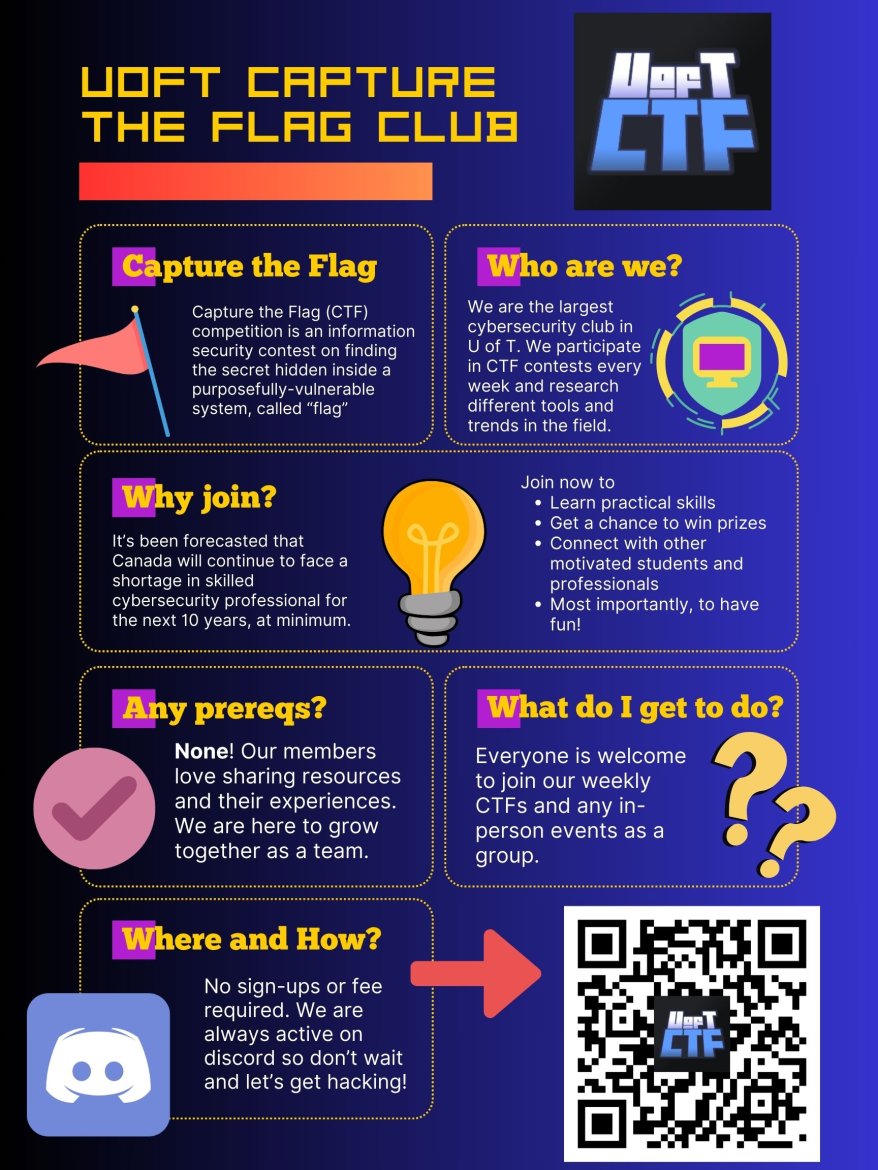 UOFT CAPTURE
THE FLAG CLUB
UofT
CTF
Capture the Flag
Capture the Flag (CTF)
competition is an information
security contest on finding
the secret hidden inside a
purposefully-vulnerable
system, called “flag”
Who are we?
We are the largest
cybersecurity club in
U of T. We participate
in CTF contests every
week and research
different tools and
trends in the field.
Why join?
It’s been forecasted that
Canada will continue to face a
shortage in skilled
cybersecurity professional for
the next 10 years, at minimum.
Join now to
• Learn practical skills
• Get a chance to win prizes
• Connect with other
motivated students and
professionals
• Most importantly, to have
fun!
Any prereqs?
None! Our members
love sharing resources
and their experiences.
We are here to grow
together as a team.
What do I get to do?
Everyone is welcome
to join our weekly
CTFs and any in-
person events as a
group.
Where and How?
No sign-ups or fee
required. We are
always active on
discord so don’t wait
and let’s get hacking!
UofT
CTF